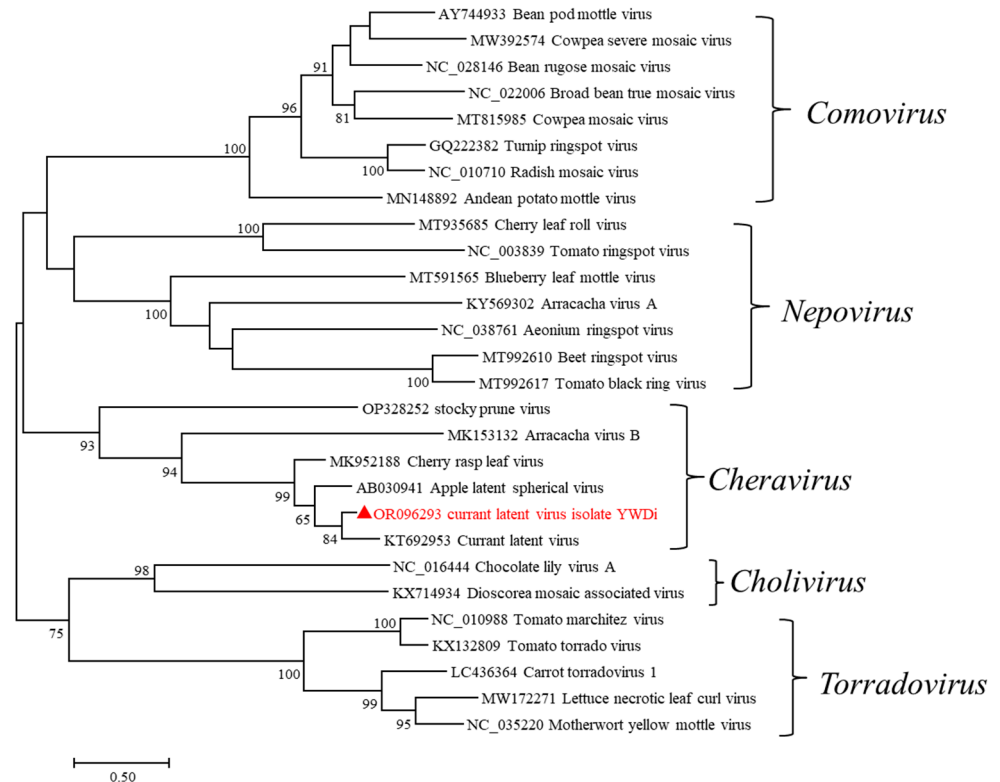 AY744933 Bean pod mottle virus
MW392574 Cowpea severe mosaic virus
NC_028146 Bean rugose mosaic virus
91
NC_022006 Broad bean true mosaic virus
96
81
MT815985 Cowpea mosaic virus
Comovirus
GQ222382 Turnip ringspot virus
100
100
NC_010710 Radish mosaic virus
MN148892 Andean potato mottle virus
MT935685 Cherry leaf roll virus
100
NC_003839 Tomato ringspot virus
MT591565 Blueberry leaf mottle virus
KY569302 Arracacha virus A
100
Nepovirus
NC_038761 Aeonium ringspot virus
MT992610 Beet ringspot virus
100
MT992617 Tomato black ring virus
OP328252 stocky prune virus
MK153132 Arracacha virus B
93
MK952188 Cherry rasp leaf virus
94
Cheravirus
AB030941 Apple latent spherical virus
99
OR096293 currant latent virus isolate YWDi
65
84
KT692953 Currant latent virus
NC_016444 Chocolate lily virus A
98
Cholivirus
KX714934 Dioscorea mosaic associated virus
NC_010988 Tomato marchitez virus
100
75
KX132809 Tomato torrado virus
LC436364 Carrot torradovirus 1
100
Torradovirus
MW172271 Lettuce necrotic leaf curl virus
99
95
NC_035220 Motherwort yellow mottle virus
0.50